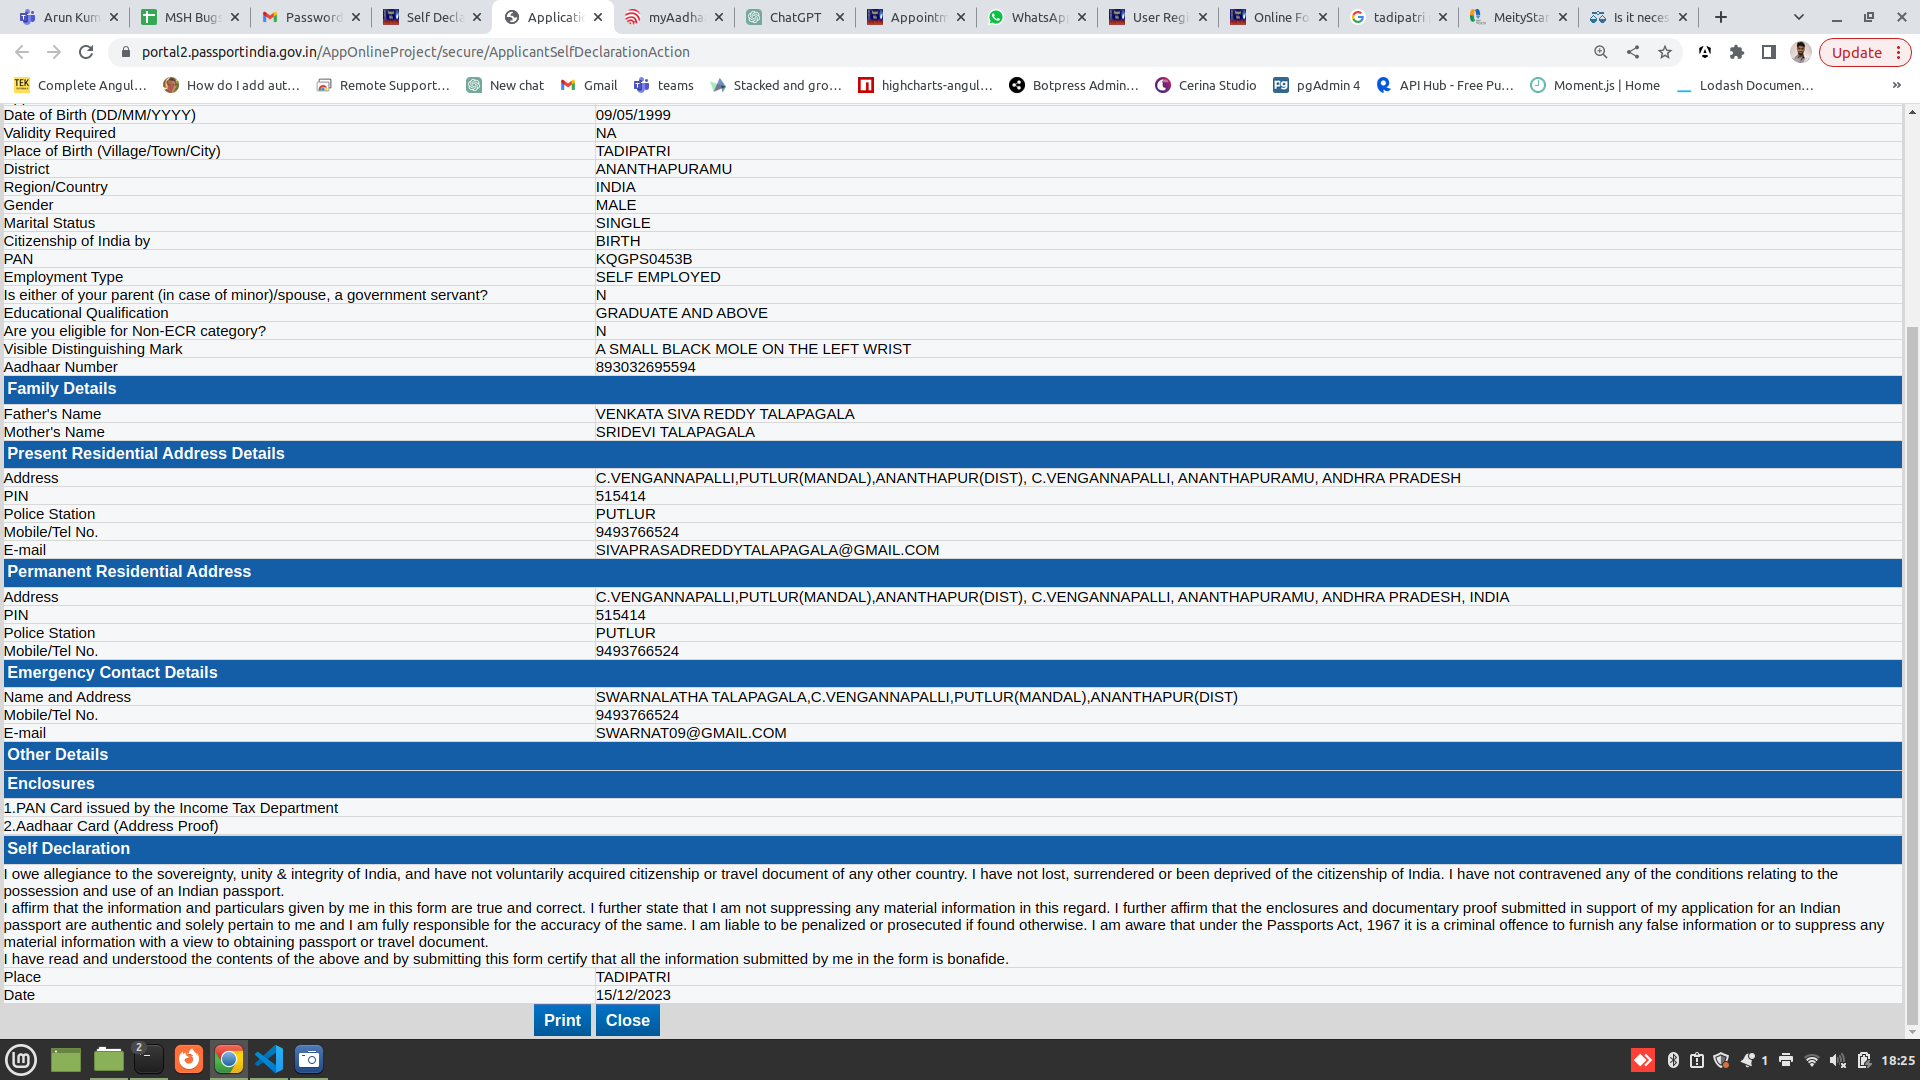 Arun Kum
MSH Bugs
Password
Self Decla
Applicatio
myAadha
ChatGPT
Appointm
WhatsApp
User Regi
Online Fo
tadipatri
MeityStar
Is it neces
portal2.passportindia.gov.in/AppOnlineProject/secure/ApplicantSelfDeclarationAction
Update
Complete Angul...
How do I add aut...
Remote Support...
New chat
Gmail
teams
Stacked and gro...
highcharts-angul...
Botpress Admin...
Cerina Studio
pgAdmin 4
API Hub - Free Pu...
Moment.js | Home
Lodash Documen...
Date of Birth (DD/MM/YYYY) 09/05/1999
Validity Required NA
Place of Birth (Village/Town/City) TADIPATRI
District ANANTHAPURAMU
Region/Country INDIA
Gender MALE
Marital Status SINGLE
Citizenship of India by BIRTH
PAN KQGPS0453B
Employment Type SELF EMPLOYED
Is either of your parent (in case of minor)/spouse, a government servant? N
Educational Qualification GRADUATE AND ABOVE
Are you eligible for Non-ECR category? N
Visible Distinguishing Mark A SMALL BLACK MOLE ON THE LEFT WRIST
Aadhaar Number 893032695594
Family Details
Father's Name VENKATA SIVA REDDY TALAPAGALA
Mother's Name SRIDEVI TALAPAGALA
Present Residential Address Details
Address C.VENGANNAPALLI,PUTLUR(MANDAL),ANANTHAPUR(DIST), C.VENGANNAPALLI, ANANTHAPURAMU, ANDHRA PRADESH
PIN 515414
Police Station PUTLUR
Mobile/Tel No. 9493766524
E-mail SIVAPRASADREDDYTALAPAGALA@GMAIL.COM
Permanent Residential Address
Address C.VENGANNAPALLI,PUTLUR(MANDAL),ANANTHAPUR(DIST), C.VENGANNAPALLI, ANANTHAPURAMU, ANDHRA PRADESH, INDIA
PIN 515414
Police Station PUTLUR
Mobile/Tel No. 9493766524
Emergency Contact Details
Name and Address SWARNALATHA TALAPAGALA,C.VENGANNAPALLI,PUTLUR(MANDAL),ANANTHAPUR(DIST)
Mobile/Tel No. 9493766524
E-mail SWARNAT09@GMAIL.COM
Other Details
Enclosures
1.PAN Card issued by the Income Tax Department
2.Aadhaar Card (Address Proof)
Self Declaration
I owe allegiance to the sovereignty, unity & integrity of India, and have not voluntarily acquired citizenship or travel document of any other country. I have not lost, surrendered or been deprived of the citizenship of India. I have not contravened any of the conditions relating to the
possession and use of an Indian passport.
I affirm that the information and particulars given by me in this form are true and correct. I further state that I am not suppressing any material information in this regard. I further affirm that the enclosures and documentary proof submitted in support of my application for an Indian
passport are authentic and solely pertain to me and I am fully responsible for the accuracy of the same. I am liable to be penalized or prosecuted if found otherwise. I am aware that under the Passports Act, 1967 it is a criminal offence to furnish any false information or to suppress any
material information with a view to obtaining passport or travel document.
I have read and understood the contents of the above and by submitting this form certify that all the information submitted by me in the form is bonafide.
Place TADIPATRI
Date 15/12/2023
Print Close
2
1 18:25